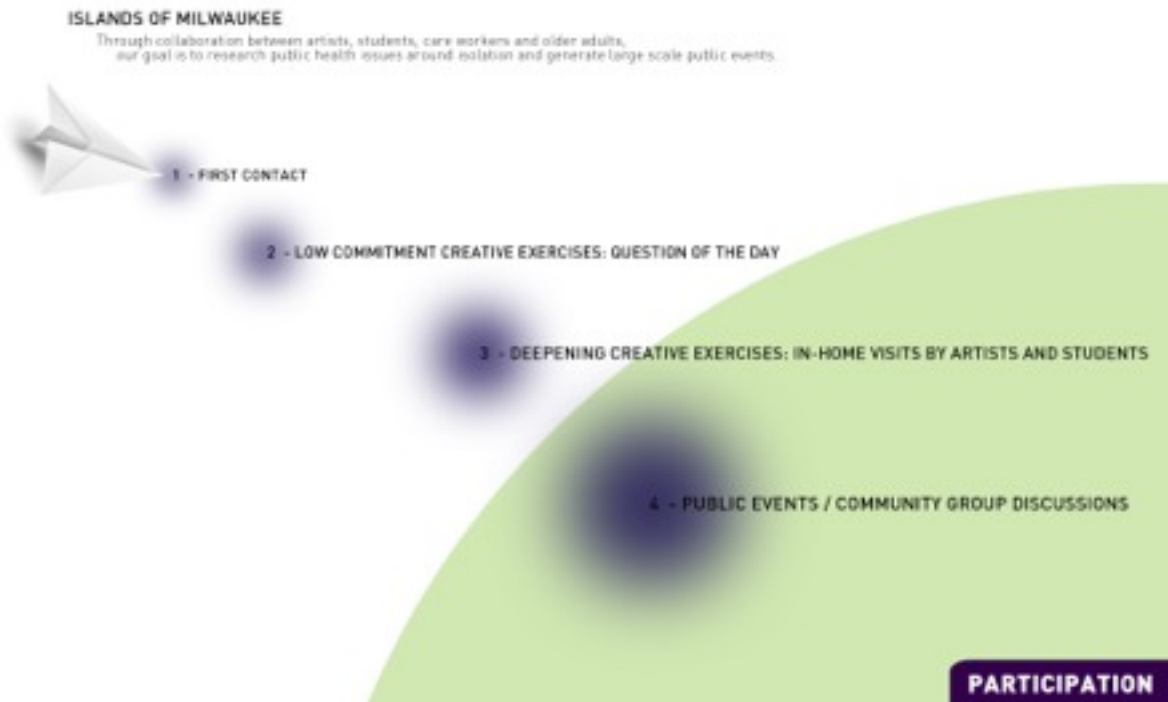 ISLANDS OF MILWAUKEE
Through collaboration between artists, students, care workers and older adults,
our goal is to research public health issues around isolation and generate large scale public events.
1 - FIRST CONTACT
2 - LOW COMMITMENT CREATIVE EXERCISES: QUESTION OF THE DAY
3 - DEEPENING CREATIVE EXERCISES: IN-HOME VISITS BY ARTISTS AND STUDENTS
4 - PUBLIC EVENTS / COMMUNITY GROUP DISCUSSIONS
PARTICIPATION